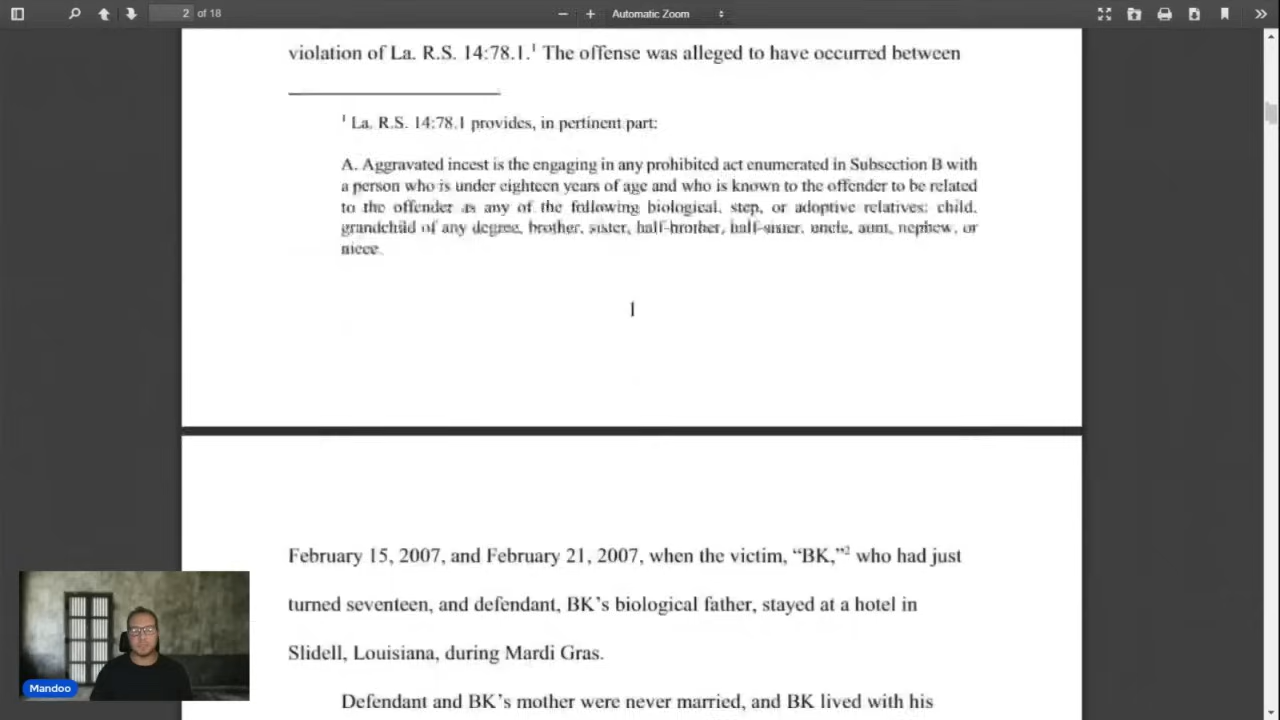 2 of 18
Automatic Zoom
violation of La. R.S. 14:78.1.¹ The offense was alleged to have occurred between
¹ La. R.S. 14:78.1 provides, in pertinent part:
A. Aggravated incest is the engaging in any prohibited act enumerated in Subsection B with
a person who is under eighteen years of age and who is known to the offender to be related
to the offender as any of the following biological, step, or adoptive relatives: child,
grandchild of any degree, brother, sister, half-brother, half-sister, uncle, aunt, nephew, or
niece.
1
February 15, 2007, and February 21, 2007, when the victim, “BK,”² who had just
turned seventeen, and defendant, BK’s biological father, stayed at a hotel in
Slidell, Louisiana, during Mardi Gras.
Defendant and BK’s mother were never married, and BK lived with his
Mandoo